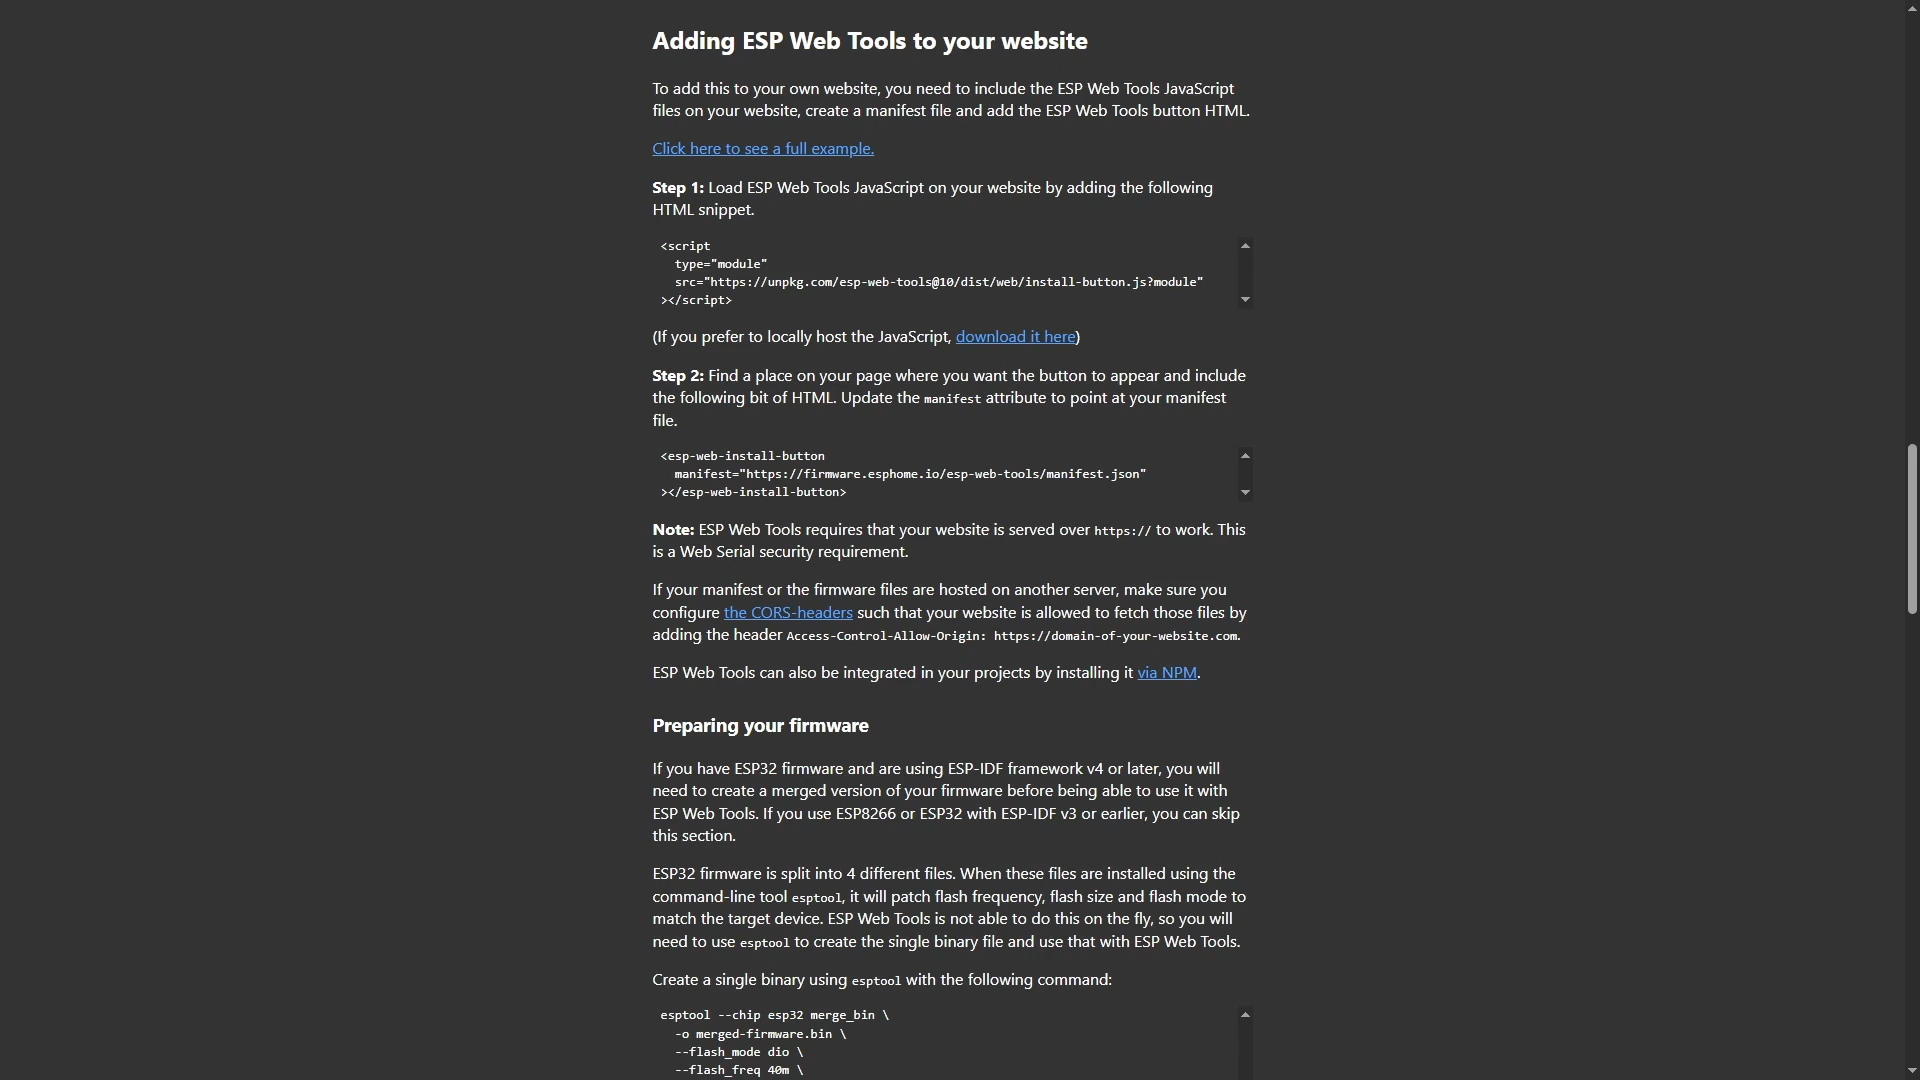 Adding ESP Web Tools to your website
To add this to your own website, you need to include the ESP Web Tools JavaScript
files on your website, create a manifest file and add the ESP Web Tools button HTML.
Click here to see a full example.
Step 1: Load ESP Web Tools JavaScript on your website by adding the following
HTML snippet.
<script
  type="module"
  src="https://unpkg.com/esp-web-tools@10/dist/web/install-button.js?module"
></script>
(If you prefer to locally host the JavaScript, download it here)
Step 2: Find a place on your page where you want the button to appear and include
the following bit of HTML. Update the manifest attribute to point at your manifest
file.
<esp-web-install-button
  manifest="https://firmware.esphome.io/esp-web-tools/manifest.json"
></esp-web-install-button>
Note: ESP Web Tools requires that your website is served over https:// to work. This
is a Web Serial security requirement.
If your manifest or the firmware files are hosted on another server, make sure you
configure the CORS-headers such that your website is allowed to fetch those files by
adding the header Access-Control-Allow-Origin: https://domain-of-your-website.com.
ESP Web Tools can also be integrated in your projects by installing it via NPM.
Preparing your firmware
If you have ESP32 firmware and are using ESP-IDF framework v4 or later, you will
need to create a merged version of your firmware before being able to use it with
ESP Web Tools. If you use ESP8266 or ESP32 with ESP-IDF v3 or earlier, you can skip
this section.
ESP32 firmware is split into 4 different files. When these files are installed using the
command-line tool esptool, it will patch flash frequency, flash size and flash mode to
match the target device. ESP Web Tools is not able to do this on the fly, so you will
need to use esptool to create the single binary file and use that with ESP Web Tools.
Create a single binary using esptool with the following command:
esptool --chip esp32 merge_bin \
  -o merged-firmware.bin \
  --flash_mode dio \
  --flash_freq 40m \